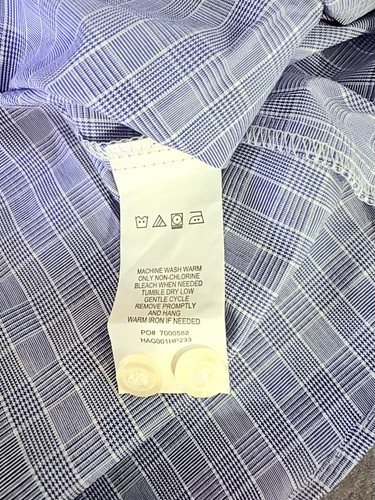 MACHINE WASH WARM
ONLY NON-CHLORINE
BLEACH WHEN NEEDED
TUMBLE DRY LOW
GENTLE CYCLE
REMOVE PROMPTLY
AND HANG
WARM IRON IF NEEDED
PO# 7000582
HAG001HP233